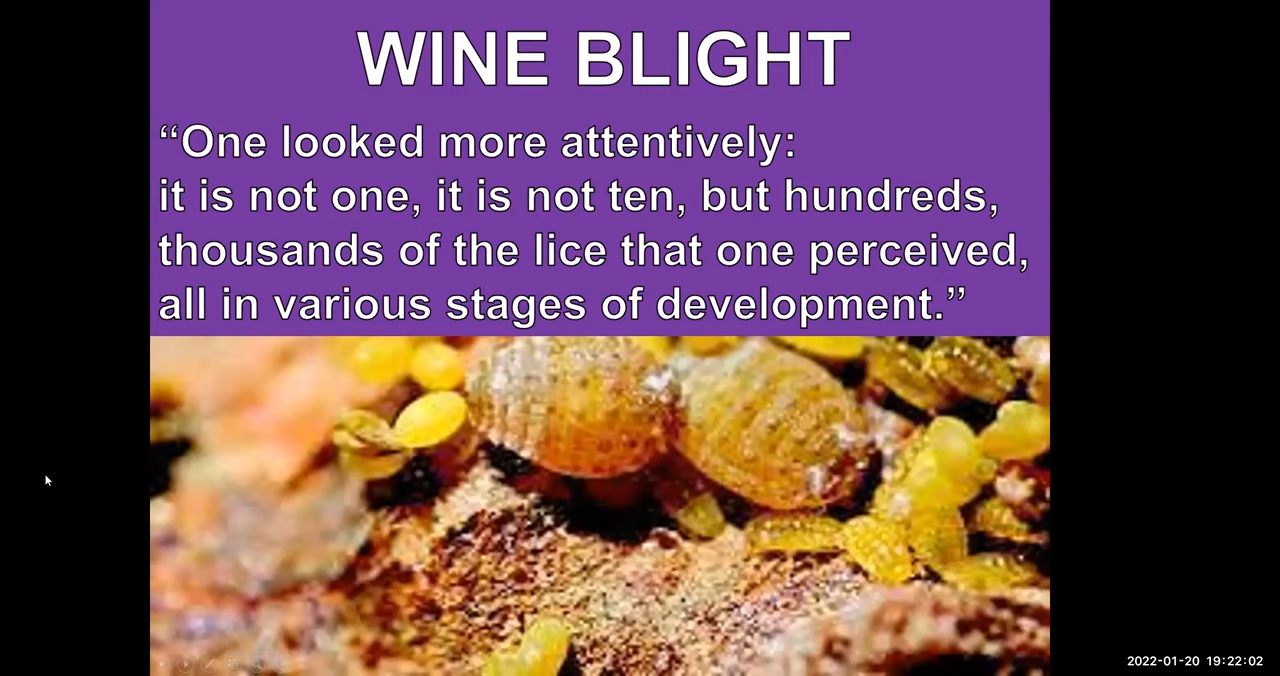 WINE BLIGHT
“One looked more attentively:
it is not one, it is not ten, but hundreds,
thousands of the lice that one perceived,
all in various stages of development.”
2022-01-20 19:22:02